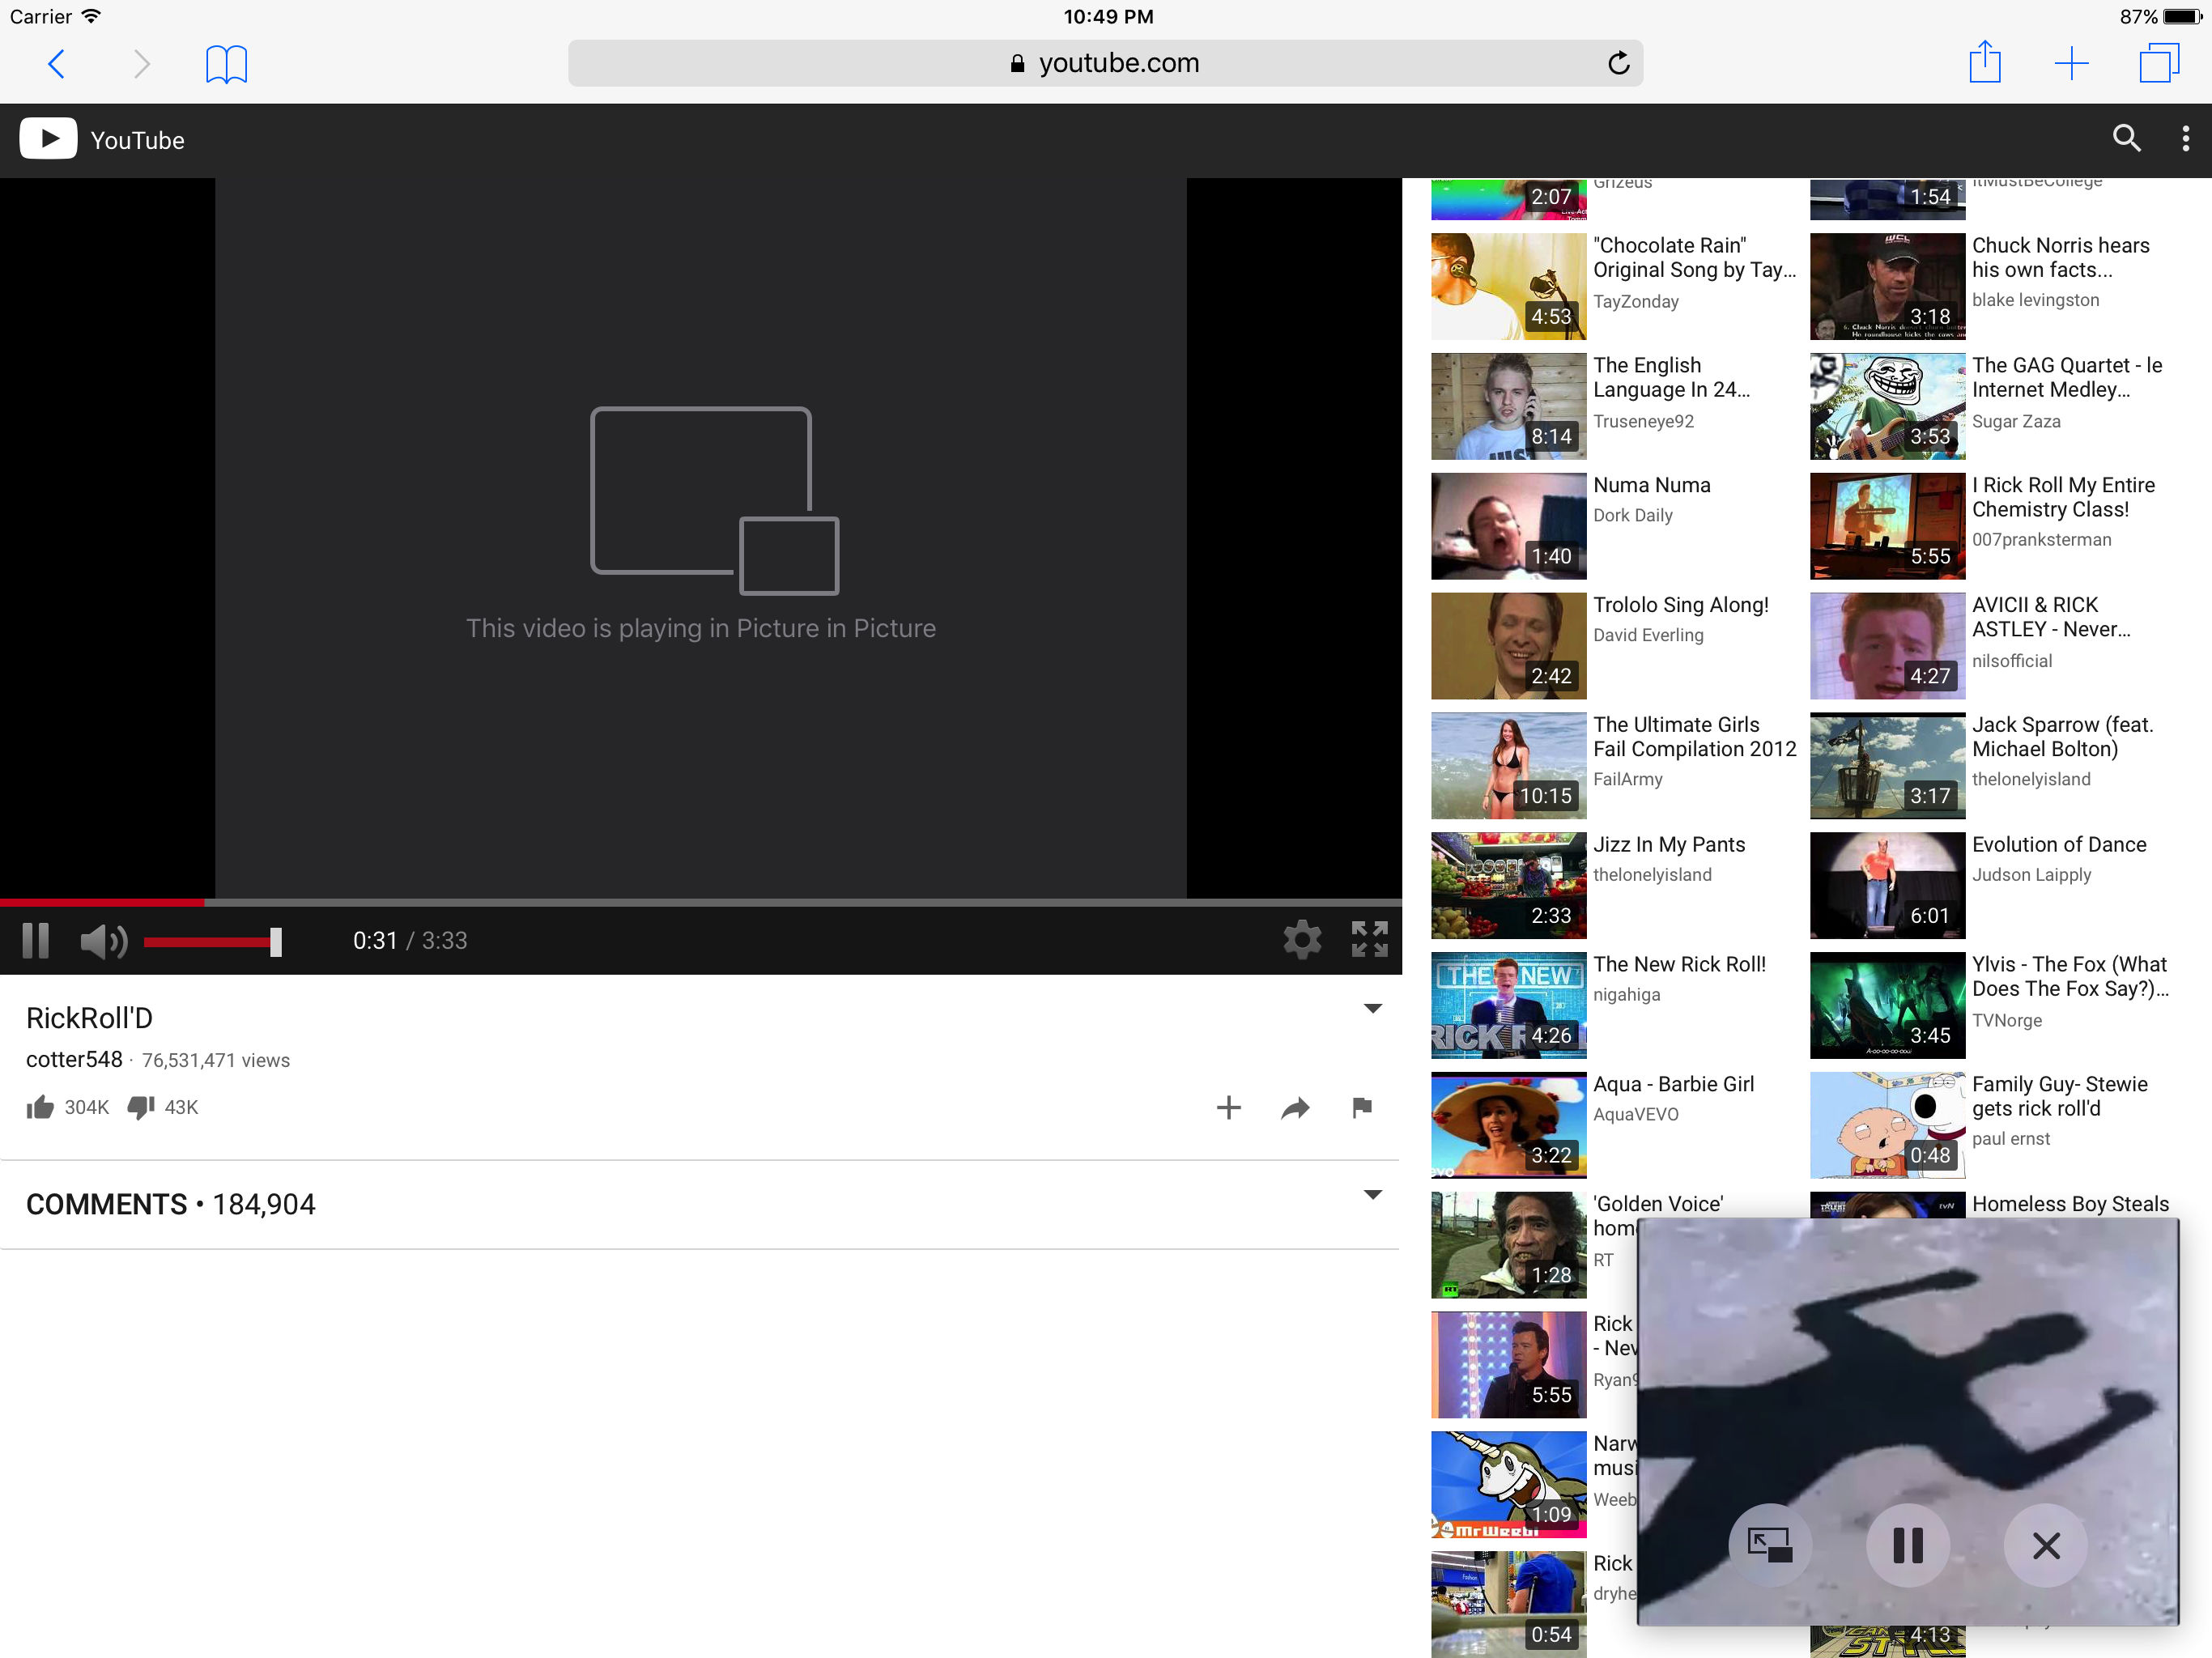 Carrier
10:49 PM
87%
youtube.com
YouTube
This video is playing in Picture in Picture
0:31 / 3:33
RickRoll'D
cotter548 · 76,531,471 views
304K 43K
COMMENTS • 184,904
2:07
Grizeus
4:53
"Chocolate Rain"
Original Song by Tay...
TayZonday
8:14
The English
Language In 24...
Truseneye92
1:40
Numa Numa
Dork Daily
2:42
Trololo Sing Along!
David Everling
10:15
The Ultimate Girls
Fail Compilation 2012
FailArmy
2:33
Jizz In My Pants
thelonelyisland
THE NEW
4:26
The New Rick Roll!
nigahiga
3:22
Aqua - Barbie Girl
AquaVEVO
1:28
RT
'Golden Voice'
hom
RT
5:55
Rick
- Nev
Ryan9
1:09
MrWeebl
Narw
musi
Weeb
0:54
Rick
dryhe
1:54
ItMustBeCollege
3:18
Chuck Norris hears
his own facts...
blake levingston
3:53
The GAG Quartet - le
Internet Medley...
Sugar Zaza
5:55
I Rick Roll My Entire
Chemistry Class!
007pranksterman
4:27
AVICII & RICK
ASTLEY - Never...
nilsofficial
3:17
Jack Sparrow (feat.
Michael Bolton)
thelonelyisland
6:01
Evolution of Dance
Judson Laipply
3:45
Ylvis - The Fox (What
Does The Fox Say?)...
TVNorge
0:48
Family Guy- Stewie
gets rick roll'd
paul ernst
tvN
Homeless Boy Steals
4:13